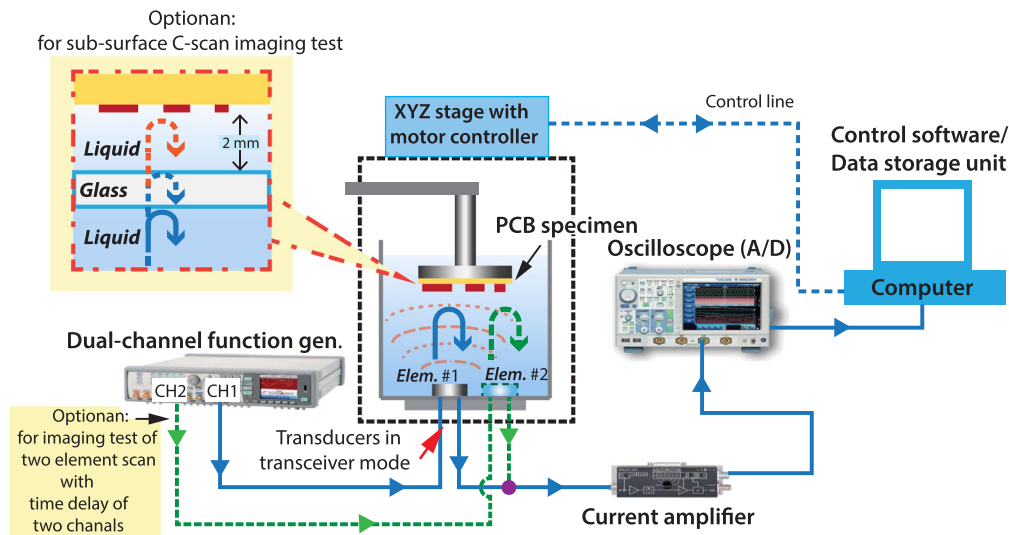 Optionan:
for sub-surface C-scan imaging test
Liquid
2 mm
Glass
Liquid
XYZ stage with
motor controller
Control line
Control software/
Data storage unit
PCB specimen
Oscilloscope (A/D)
Computer
Dual-channel function gen.
CH2 CH1
Elem. #1 Elem. #2
Optionan:
for imaging test of
two element scan
with
time delay of
two chanals
Transducers in
transceiver mode
Current amplifier